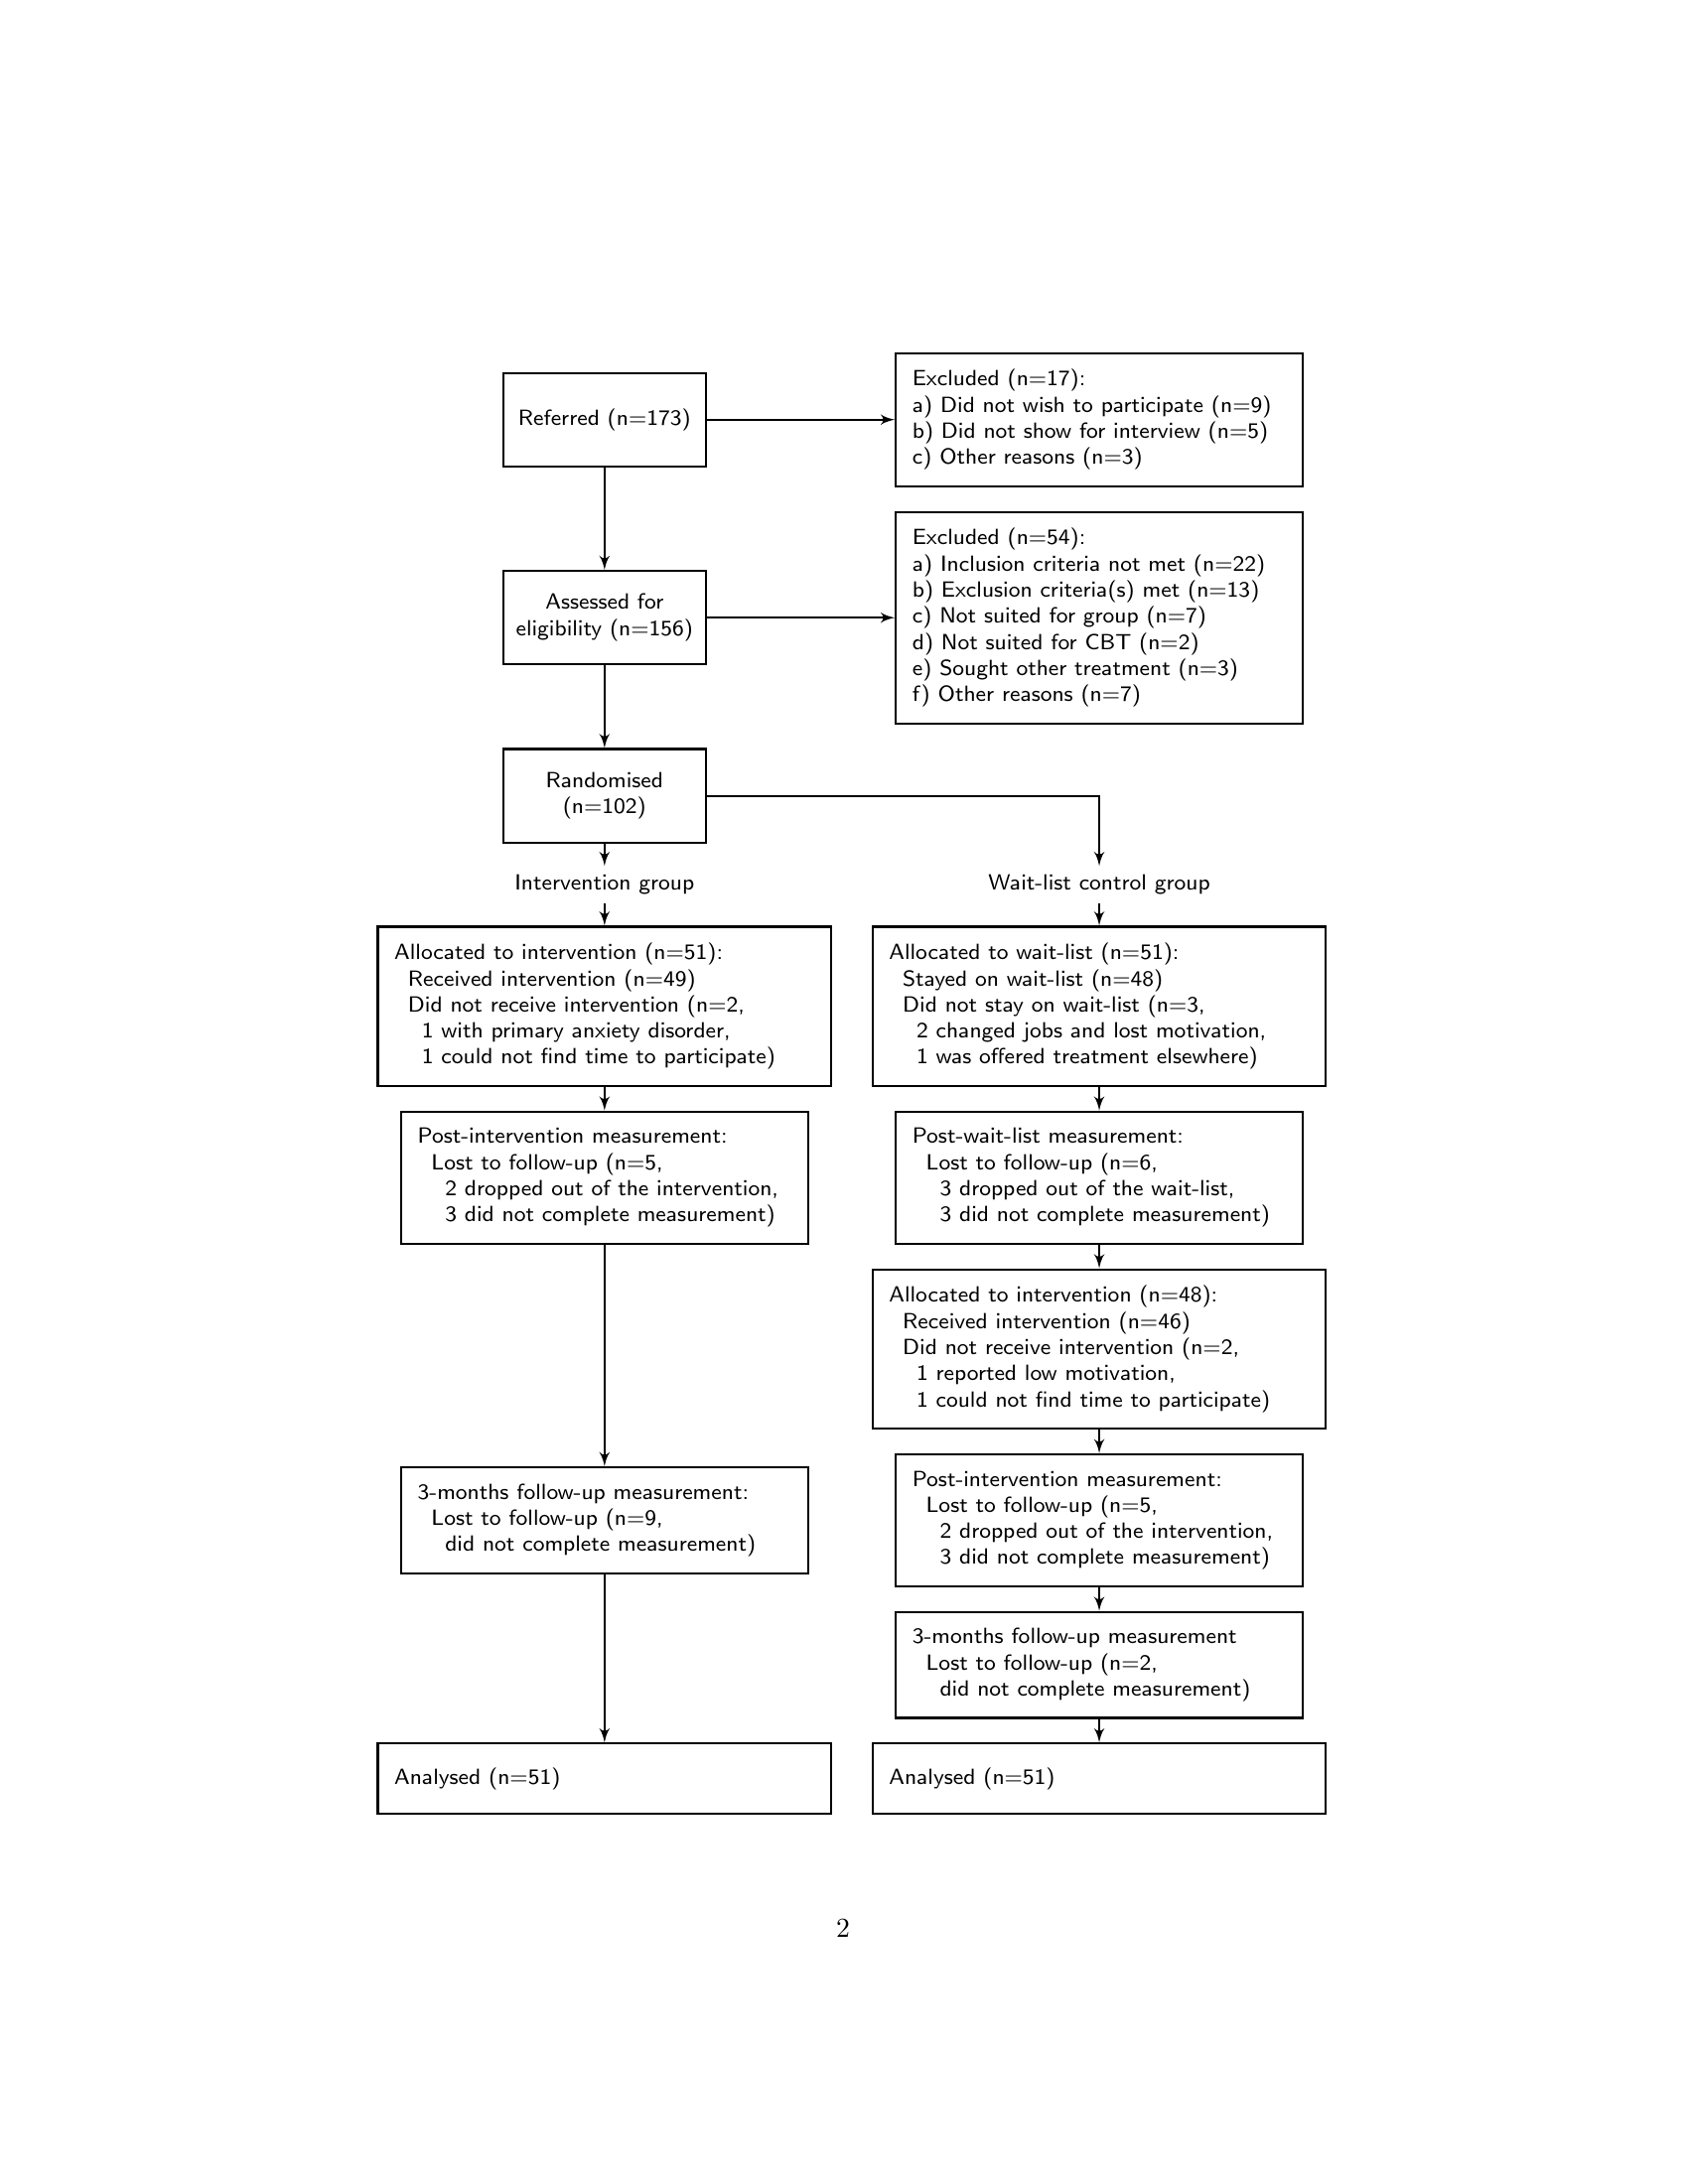 Referred (n=173)
Excluded (n=17):
a) Did not wish to participate (n=9)
b) Did not show for interview (n=5)
c) Other reasons (n=3)
Assessed for
eligibility (n=156)
Excluded (n=54):
a) Inclusion criteria not met (n=22)
b) Exclusion criteria(s) met (n=13)
c) Not suited for group (n=7)
d) Not suited for CBT (n=2)
e) Sought other treatment (n=3)
f) Other reasons (n=7)
Randomised
(n=102)
Intervention group
Allocated to intervention (n=51):
Received intervention (n=49)
Did not receive intervention (n=2,
1 with primary anxiety disorder,
1 could not find time to participate)
Post-intervention measurement:
Lost to follow-up (n=5,
2 dropped out of the intervention,
3 did not complete measurement)
3-months follow-up measurement:
Lost to follow-up (n=9,
did not complete measurement)
Analysed (n=51)
Wait-list control group
Allocated to wait-list (n=51):
Stayed on wait-list (n=48)
Did not stay on wait-list (n=3,
2 changed jobs and lost motivation,
1 was offered treatment elsewhere)
Post-wait-list measurement:
Lost to follow-up (n=6,
3 dropped out of the wait-list,
3 did not complete measurement)
Allocated to intervention (n=48):
Received intervention (n=46)
Did not receive intervention (n=2,
1 reported low motivation,
1 could not find time to participate)
Post-intervention measurement:
Lost to follow-up (n=5,
2 dropped out of the intervention,
3 did not complete measurement)
3-months follow-up measurement
Lost to follow-up (n=2,
did not complete measurement)
Analysed (n=51)
2